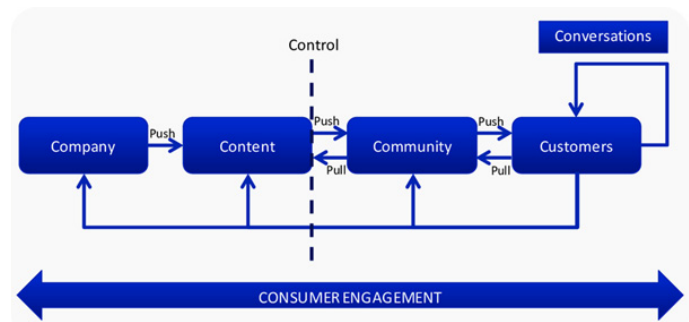 Control
Conversations
Push
Push
Push
Company
Content
Community
Customers
Pull
Pull
CONSUMER ENGAGEMENT